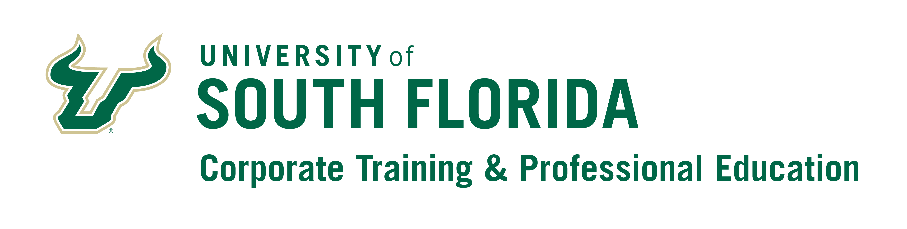 UNIVERSITY of
SOUTH FLORIDA
Corporate Training & Professional Education